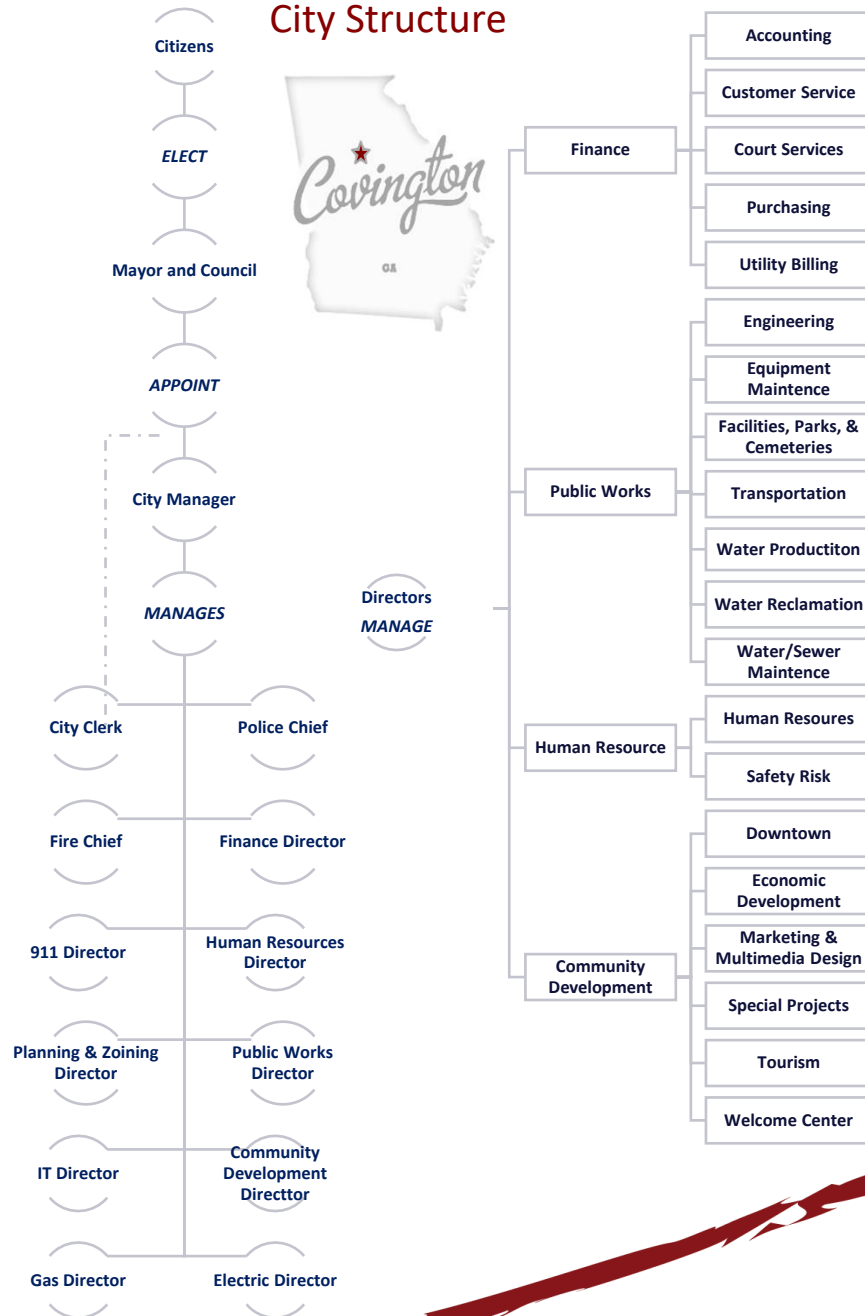 City Structure
Citizens
ELECT
Mayor and Council
APPOINT
City Manager
MANAGES
City Clerk
Police Chief
Fire Chief
Finance Director
911 Director
Human Resources
Director
Planning & Zoining
Director
Public Works
Director
IT Director
Community
Development
Directtor
Gas Director
Electric Director
Covington
GA
Directors
MANAGE
Finance
Accounting
Customer Service
Court Services
Purchasing
Utility Billing
Public Works
Engineering
Equipment
Maintence
Facilities, Parks, &
Cemeteries
Transportation
Water Productiton
Water Reclamation
Water/Sewer
Maintence
Human Resource
Human Resoures
Safety Risk
Community
Development
Downtown
Economic
Development
Marketing &
Multimedia Design
Special Projects
Tourism
Welcome Center